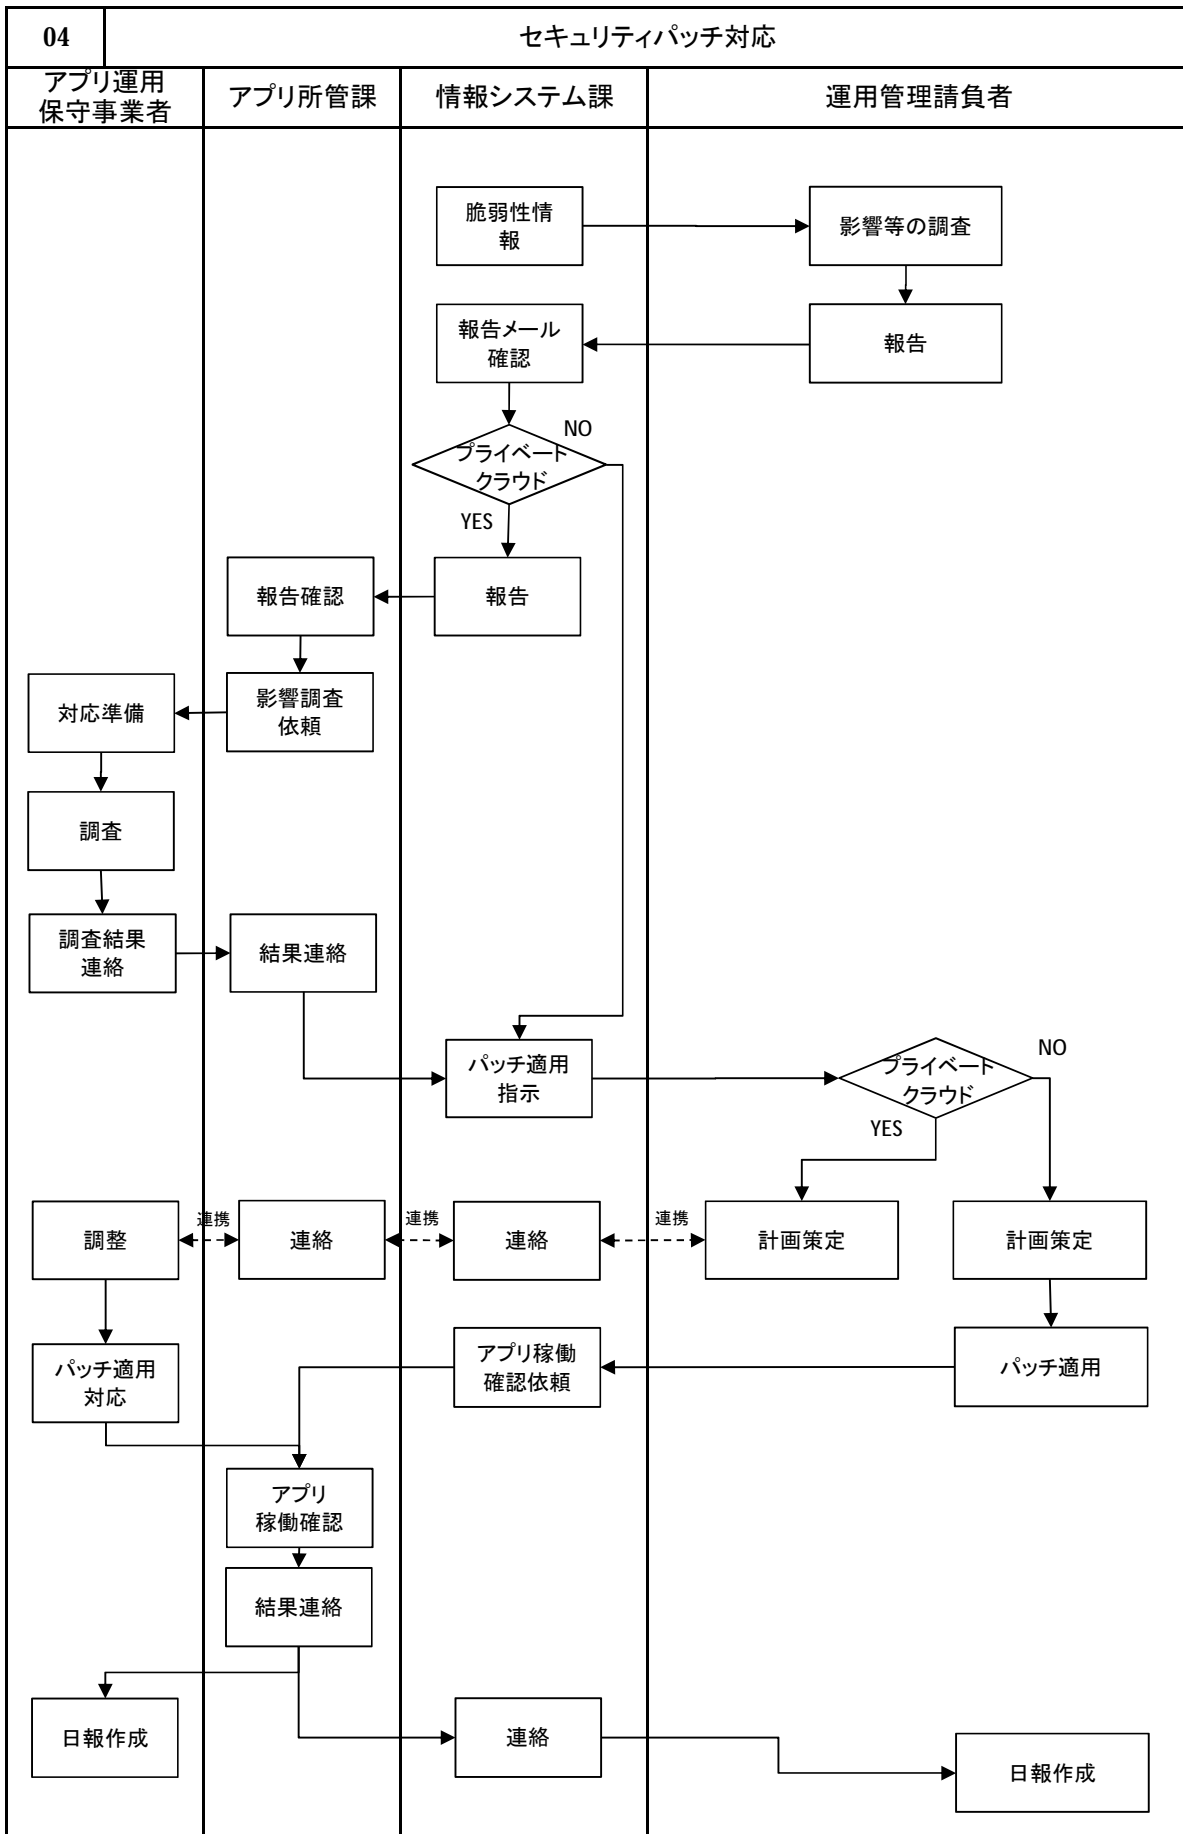 04
セキュリティパッチ対応
アプリ運用
保守事業者
アプリ所管課
情報システム課
運用管理請負者
脆弱性情
報
影響等の調査
報告メール
確認
報告
プライベート
クラウド
NO
YES
報告確認
報告
対応準備
影響調査
依頼
調査
調査結果
連絡
結果連絡
パッチ適用
指示
プライベート
クラウド
NO
YES
調整
連携
連絡
連携
連絡
連携
計画策定
計画策定
パッチ適用
対応
アプリ稼働
確認依頼
パッチ適用
アプリ
稼働確認
結果連絡
日報作成
連絡
日報作成